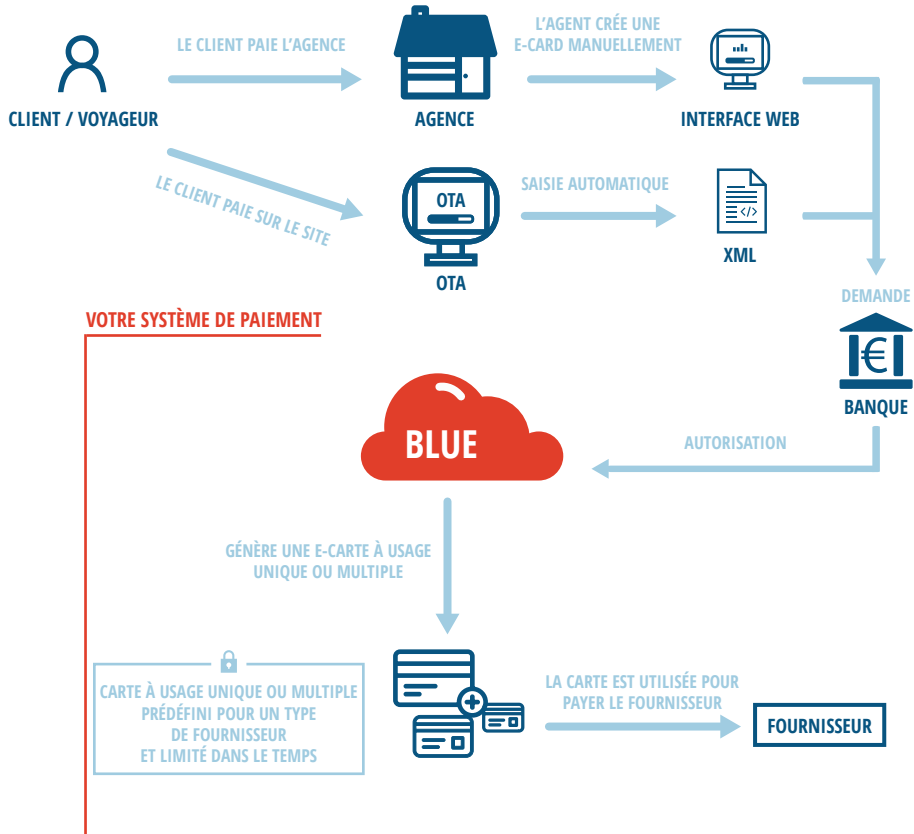 LE CLIENT PAIE L'AGENCE
L'AGENT CRÉE UNE
E-CARD MANUELLEMENT
CLIENT / VOYAGEUR
AGENCE
INTERFACE WEB
LE CLIENT PAIE SUR LE SITE
OTA
SAISIE AUTOMATIQUE
</>
XML
OTA
DEMANDE
VOTRE SYSTÈME DE PAIEMENT
€
BANQUE
BLUE
AUTORISATION
GÉNÈRE UNE E-CARTE À USAGE
UNIQUE OU MULTIPLE
CARTE À USAGE UNIQUE OU MULTIPLE
PRÉDÉFINI POUR UN TYPE
DE FOURNISSEUR
ET LIMITÉ DANS LE TEMPS
LA CARTE EST UTILISÉE POUR
PAYER LE FOURNISSEUR
FOURNISSEUR